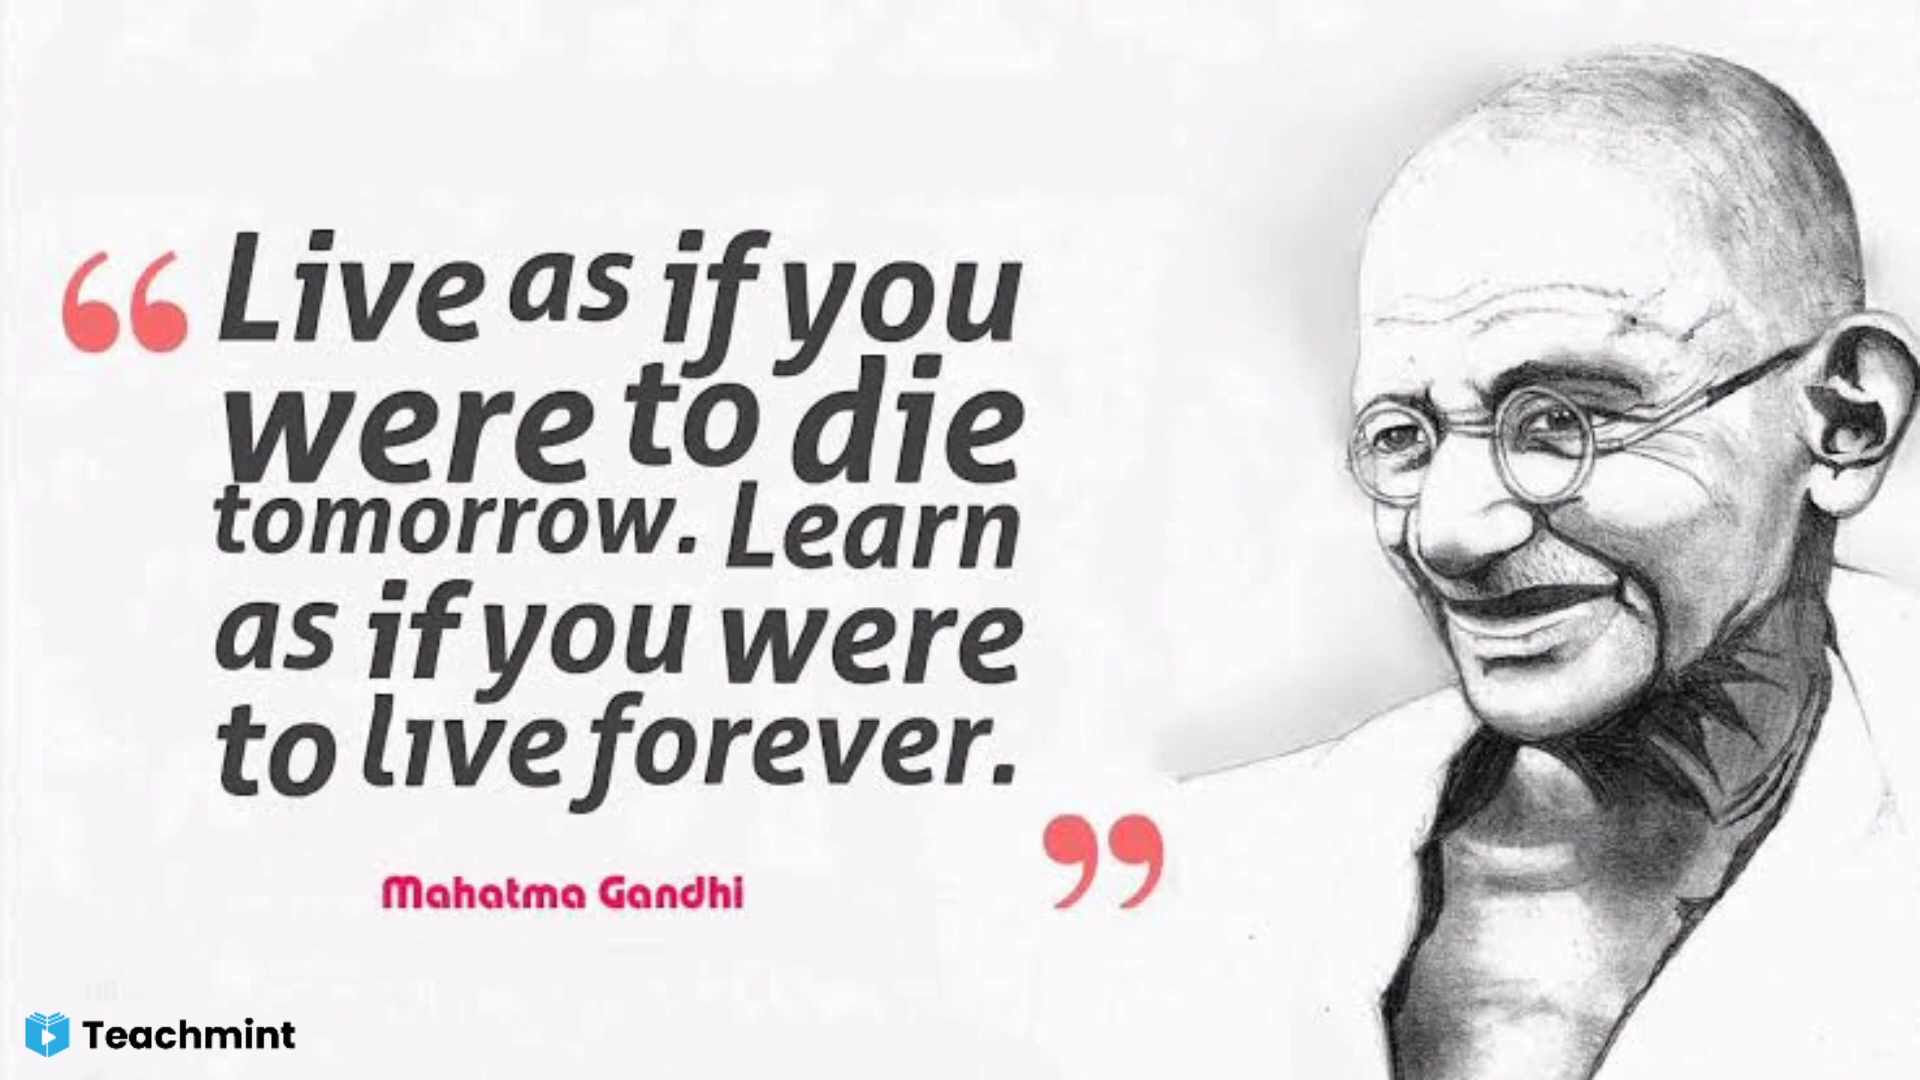 “Live as if you
were to die
tomorrow. Learn
as if you were
to live forever.
”
Mahatma Gandhi
Teachmint